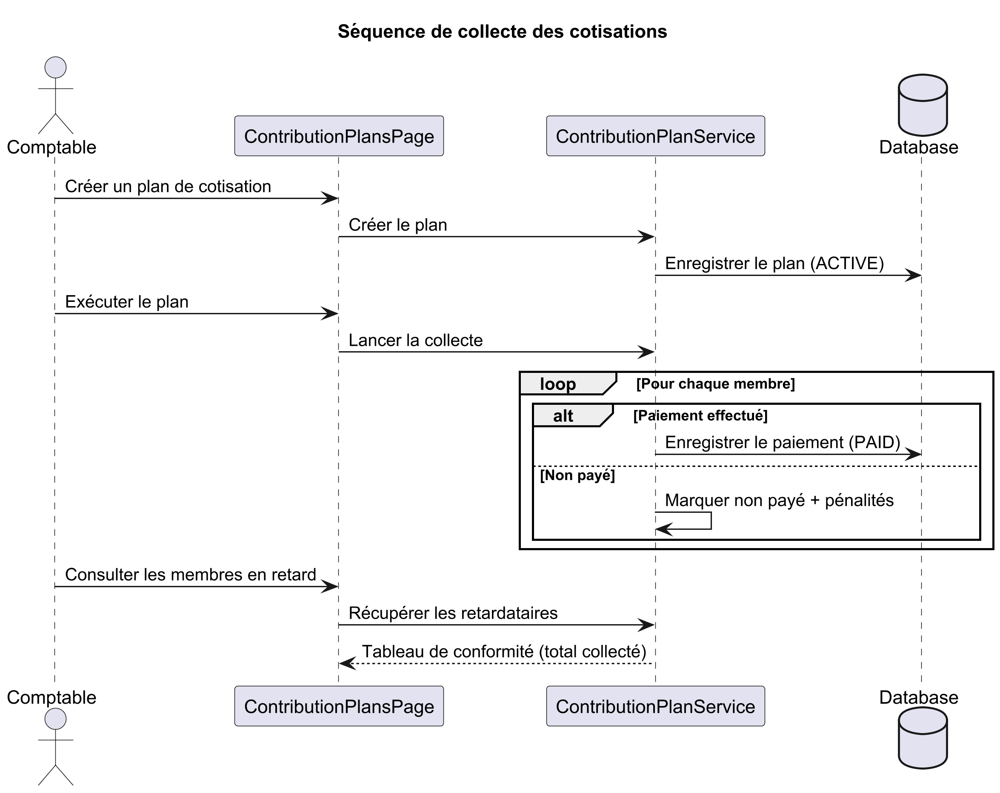 Séquence de collecte des cotisations
Comptable
ContributionPlansPage
ContributionPlanService
Database
Créer un plan de cotisation
Créer le plan
Enregistrer le plan (ACTIVE)
Exécuter le plan
Lancer la collecte
loop [Pour chaque membre]
alt [Paiement effectué]
Enregistrer le paiement (PAID)
[Non payé]
Marquer non payé + pénalités
Consulter les membres en retard
Récupérer les retardataires
Tableau de conformité (total collecté)
Comptable
ContributionPlansPage
ContributionPlanService
Database